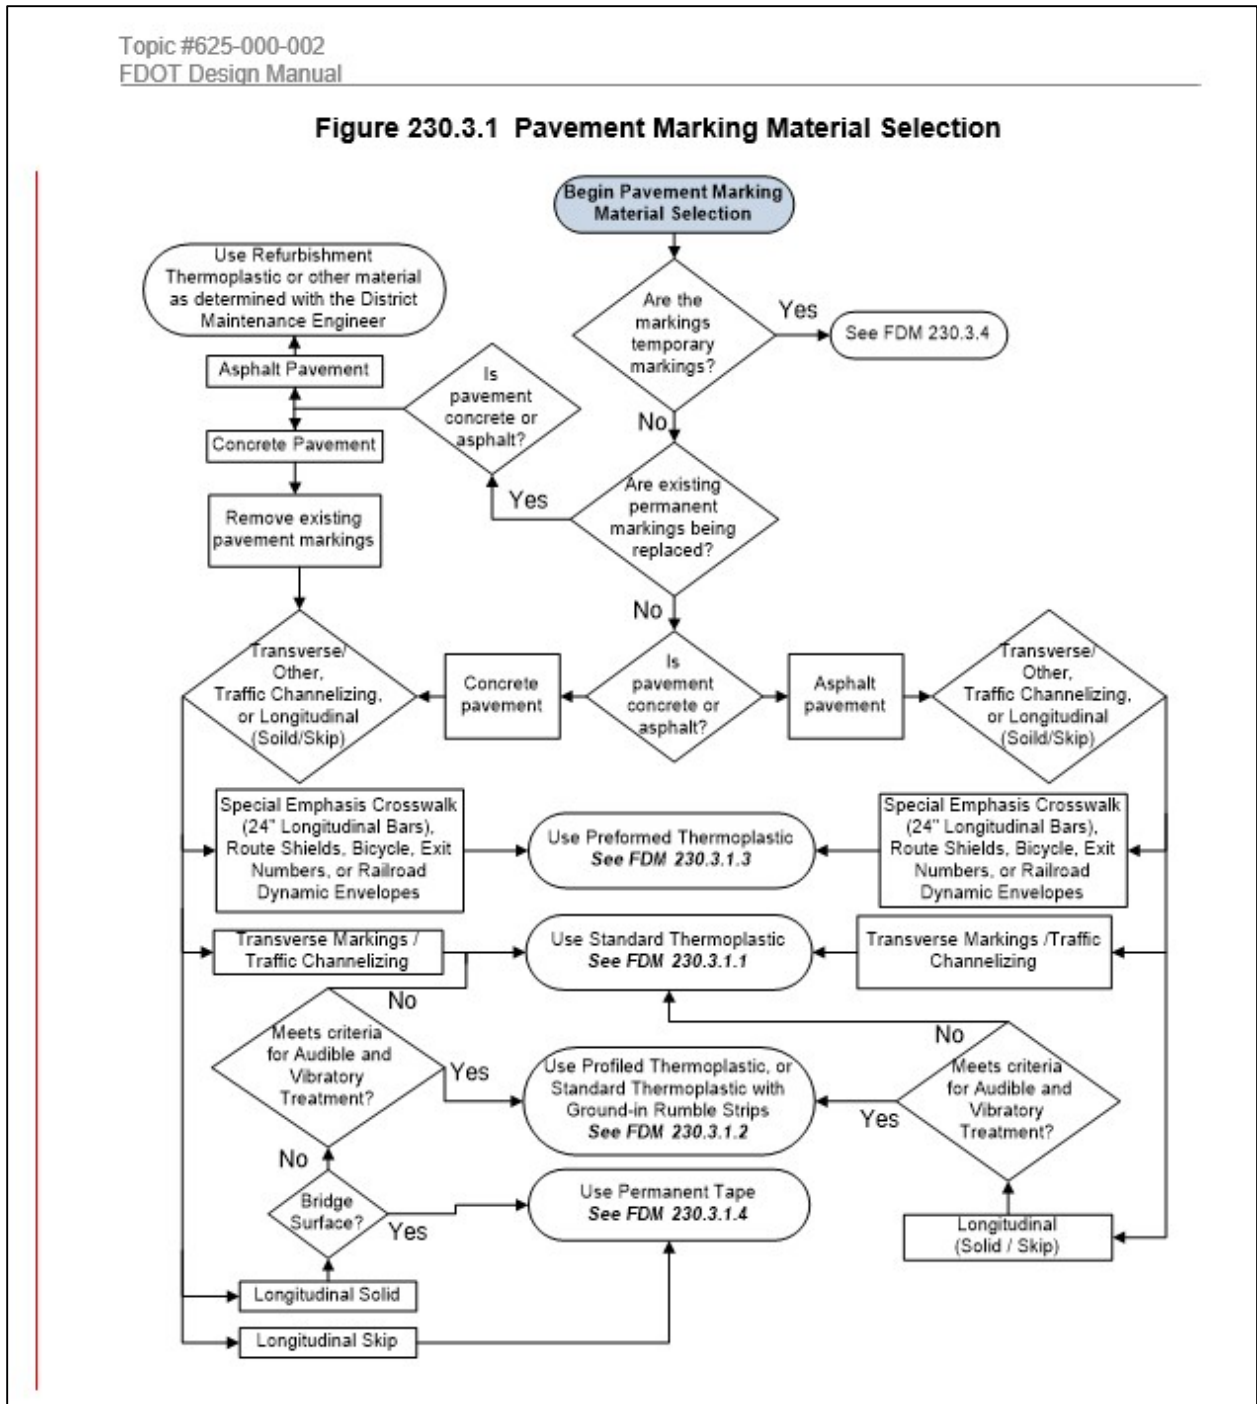 Topic #625-000-002
FDOT Design Manual
Figure 230.3.1 Pavement Marking Material Selection
Begin Pavement Marking
Material Selection
Use Refurbishment
Thermoplastic or other material
as determined with the District
Maintenance Engineer
Are the
markings
temporary
markings?
Yes
See FDM 230.3.4
Asphalt Pavement
Is
pavement
concrete or
asphalt?
Concrete Pavement
No
Are existing
permanent
markings being
replaced?
Yes
Remove existing
pavement markings
No
Transverse/
Other,
Traffic Channelizing,
or Longitudinal
(Soild/Skip)
Concrete
pavement
Is
pavement
concrete or
asphalt?
Asphalt
pavement
Transverse/
Other,
Traffic Channelizing,
or Longitudinal
(Soild/Skip)
Special Emphasis Crosswalk
(24" Longitudinal Bars),
Route Shields, Bicycle, Exit
Numbers, or Railroad
Dynamic Envelopes
Use Preformed Thermoplastic
See FDM 230.3.1.3
Special Emphasis Crosswalk
(24" Longitudinal Bars),
Route Shields, Bicycle, Exit
Numbers, or Railroad
Dynamic Envelopes
Transverse Markings /
Traffic Channelizing
Use Standard Thermoplastic
See FDM 230.3.1.1
Transverse Markings /Traffic
Channelizing
No
Meets criteria
for Audible and
Vibratory
Treatment?
Yes
Use Profiled Thermoplastic, or
Standard Thermoplastic with
Ground-in Rumble Strips
See FDM 230.3.1.2
No
Meets criteria
for Audible and
Vibratory
Treatment?
Yes
No
Bridge
Surface?
Yes
Use Permanent Tape
See FDM 230.3.1.4
Longitudinal
(Solid / Skip)
Longitudinal Solid
Longitudinal Skip